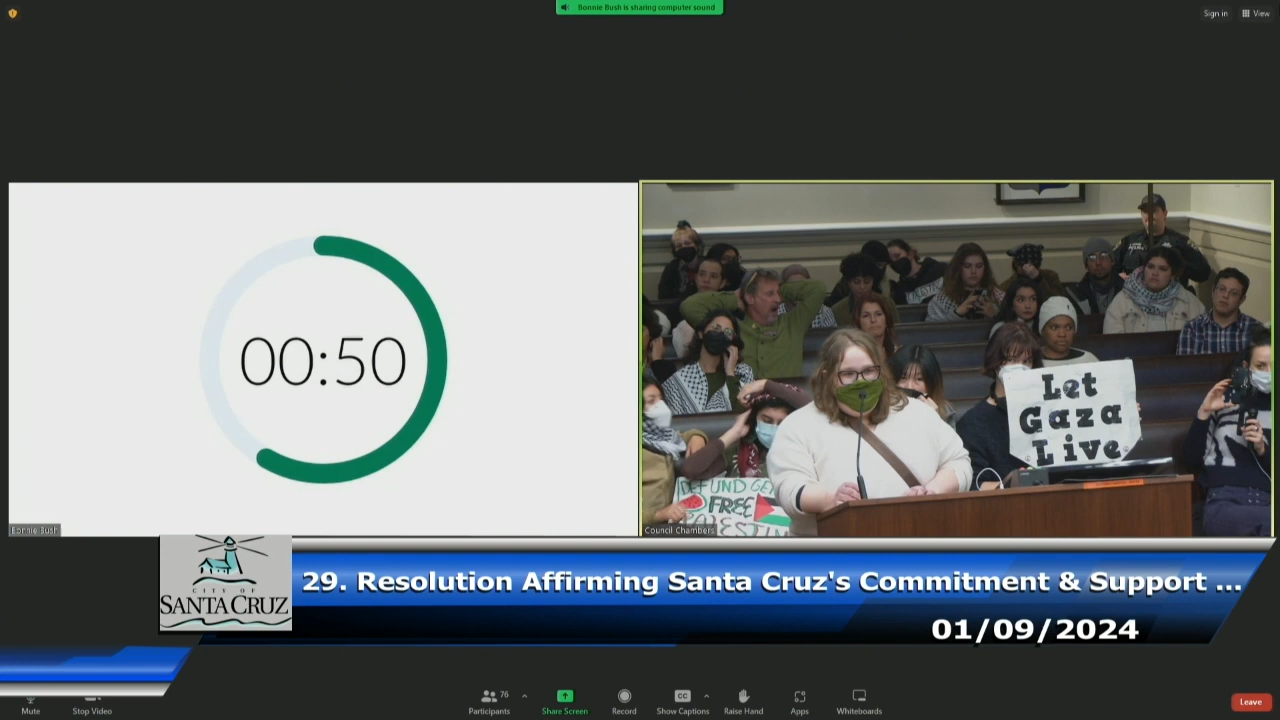 Bonnie Bush is sharing computer sound
Sign in
View
00:50
Let
Gaza
Live
DEFUND GE
FREE
Bonnie Bush
Council Chambers
CITY OF
SANTA CRUZ
29. Resolution Affirming Santa Cruz's Commitment & Support ...
01/09/2024
Mute
Stop Video
Participants
76
Share Screen
Record
CC
Show Captions
Raise Hand
Apps
Whiteboards
Leave